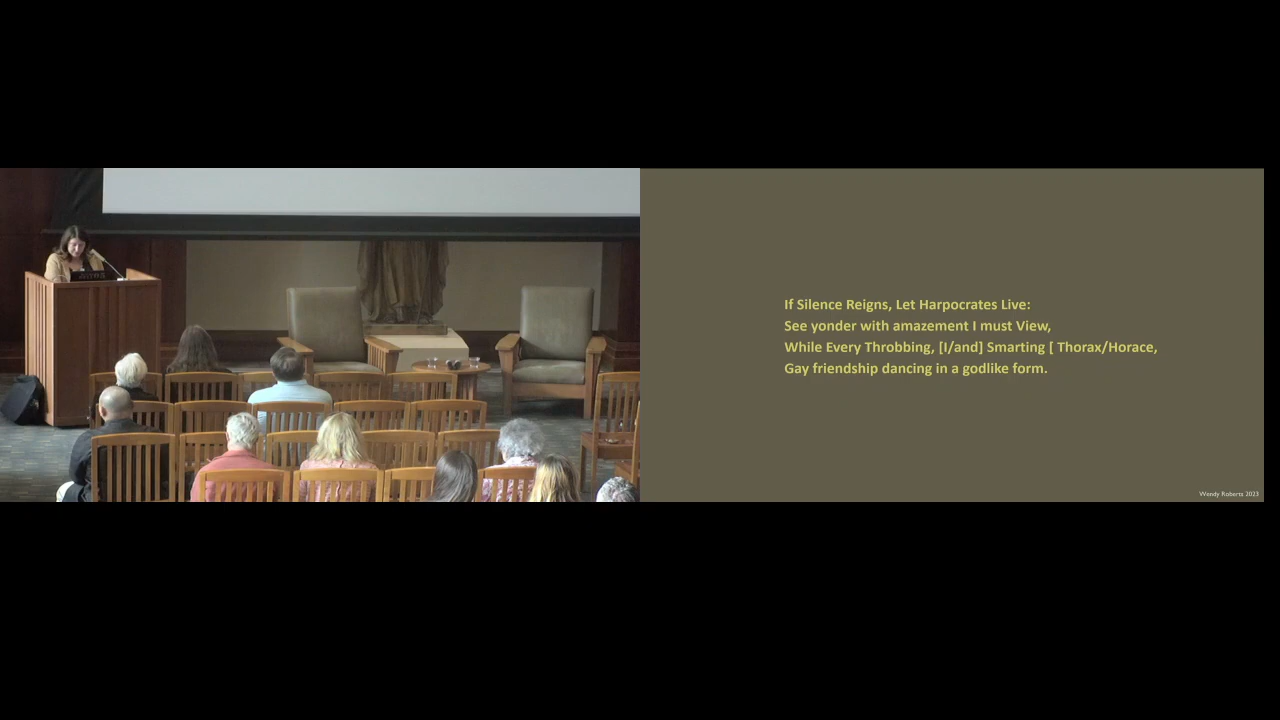 If Silence Reigns, Let Harpocrates Live:
See yonder with amazement I must View,
While Every Throbbing, [I/and] Smarting [ Thorax/Horace,
Gay friendship dancing in a godlike form.
Wendy Roberts 2023